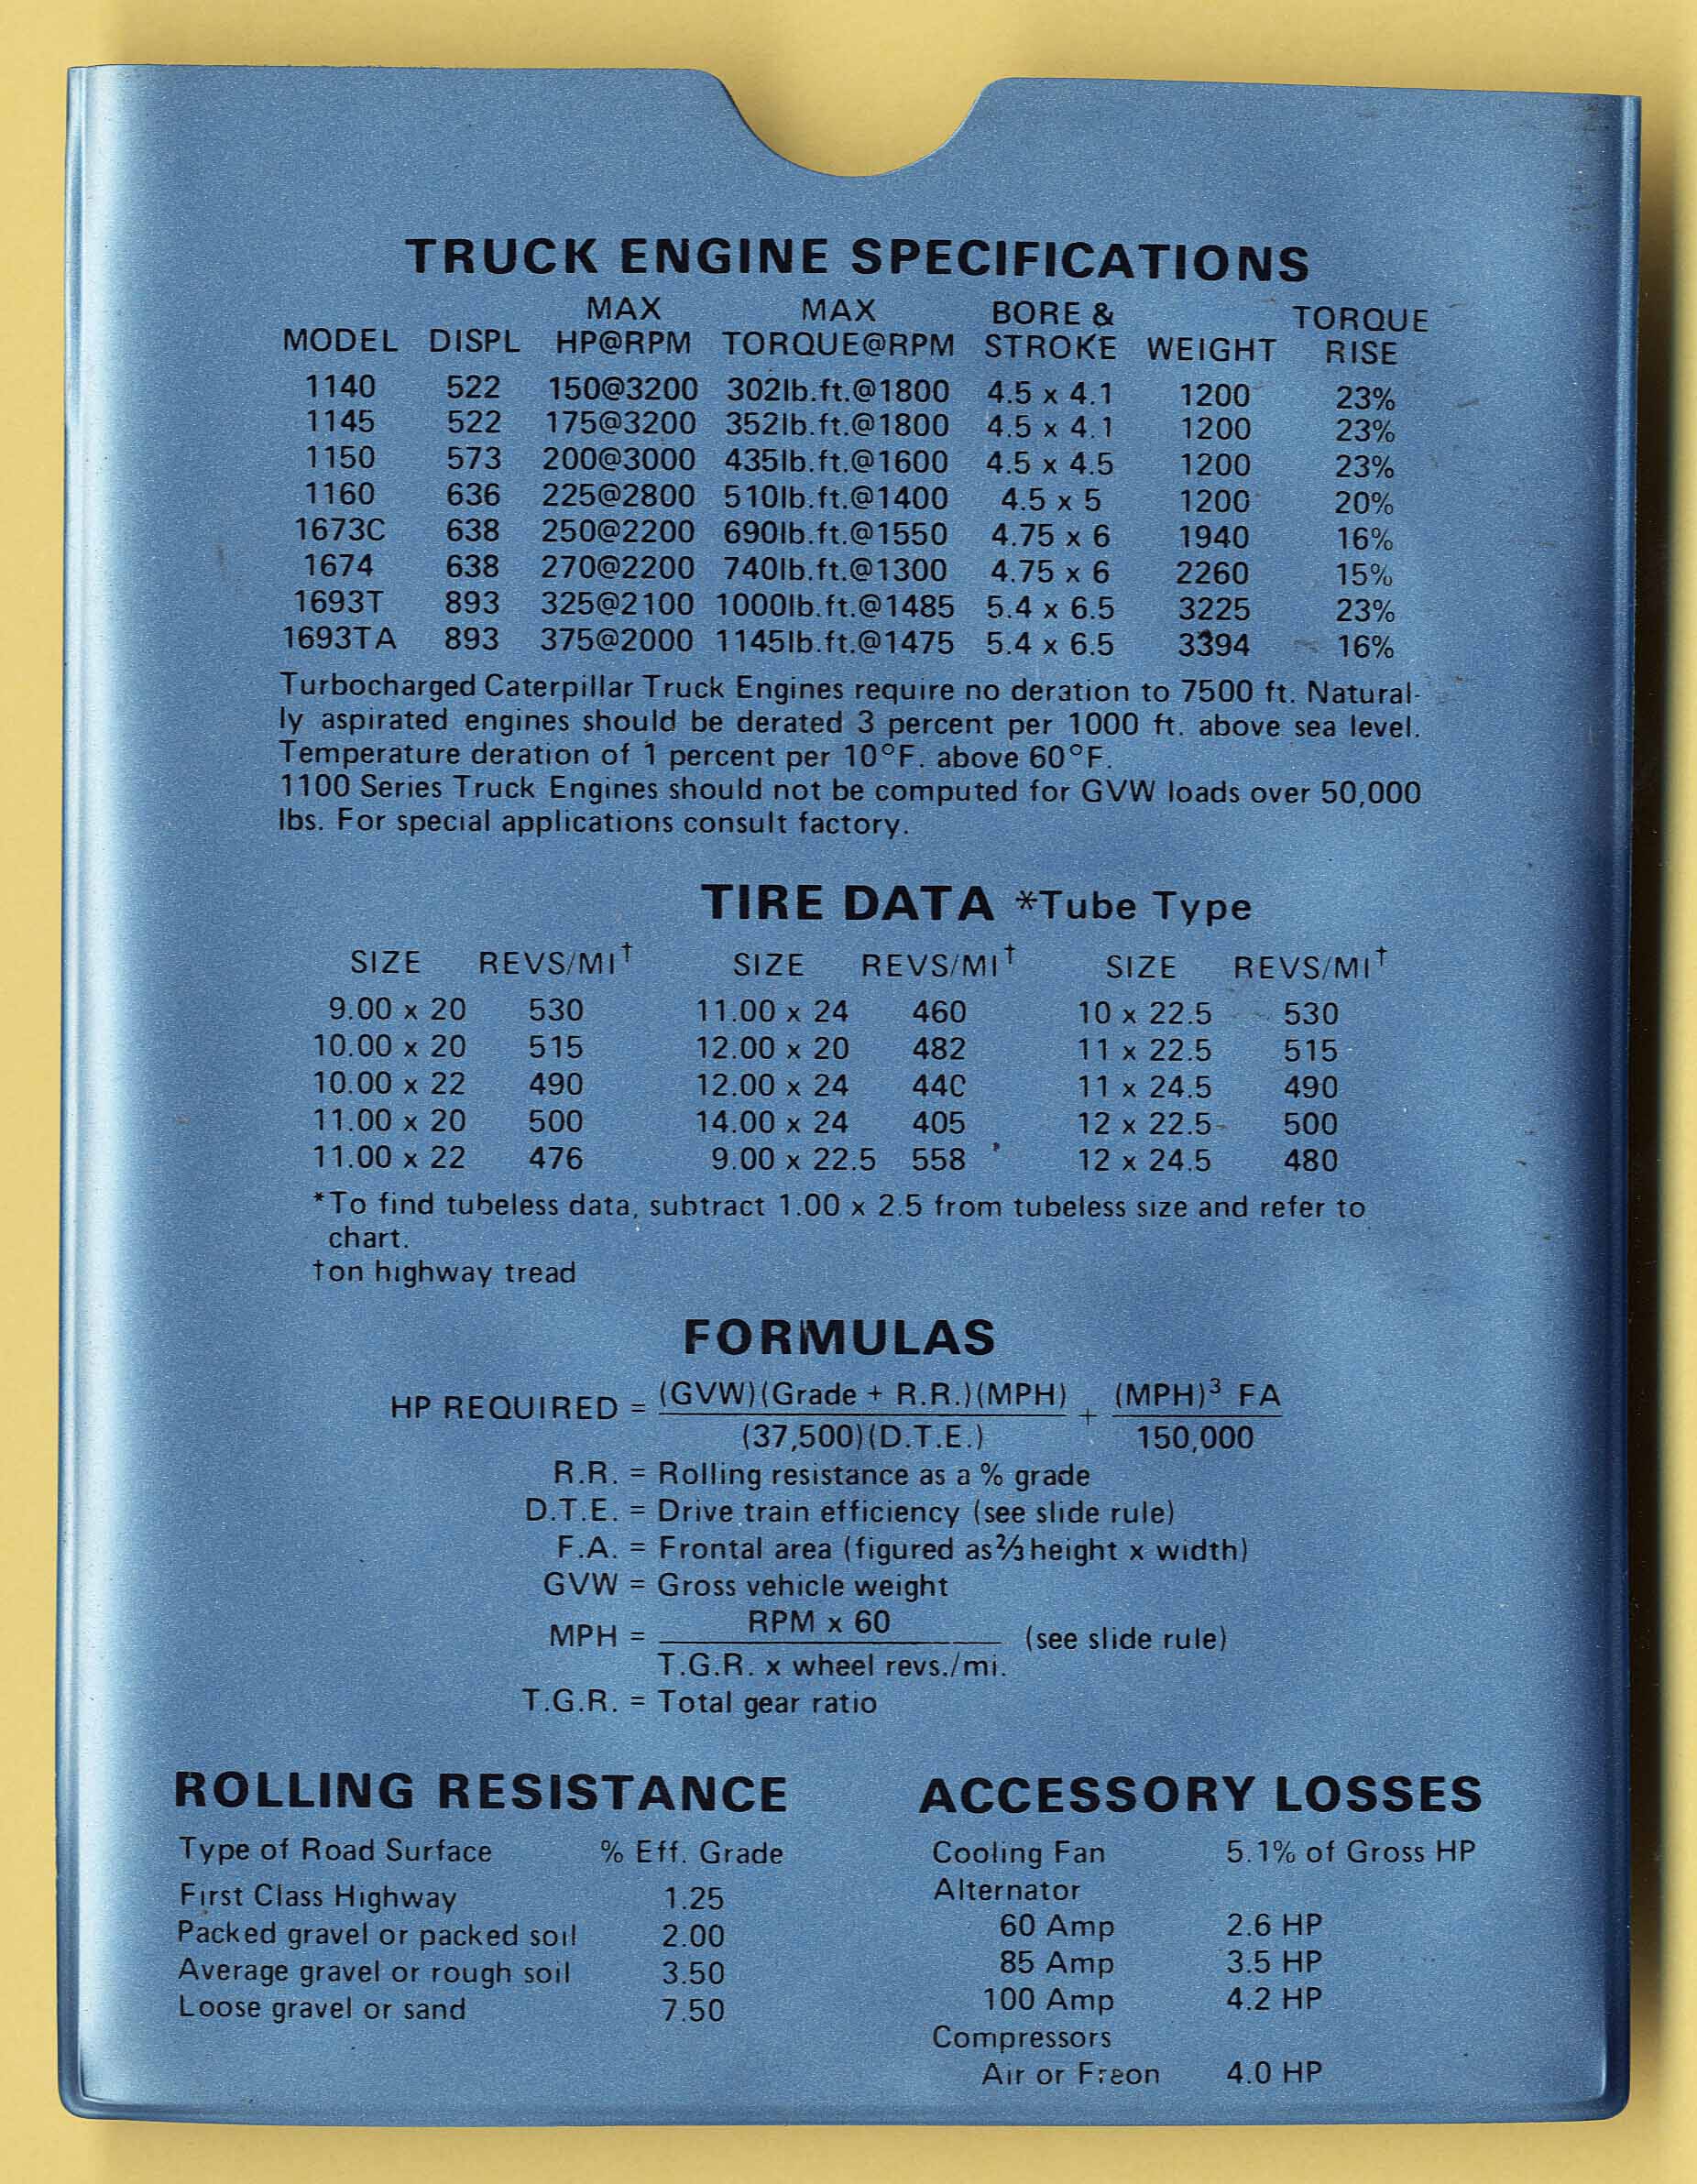 TRUCK ENGINE SPECIFICATIONS
MODEL DISPL MAX HP@RPM MAX TORQUE@RPM BORE & STROKE WEIGHT TORQUE RISE
1140 522 150@3200 302lb.ft.@1800 4.5 x 4.1 1200 23%
1145 522 175@3200 352lb.ft.@1800 4.5 x 4.1 1200 23%
1150 573 200@3000 435lb.ft.@1600 4.5 x 4.5 1200 23%
1160 636 225@2800 510lb.ft.@1400 4.5 x 5 1200 20%
1673C 638 250@2200 690lb.ft.@1550 4.75 x 6 1940 16%
1674 638 270@2200 740lb.ft.@1300 4.75 x 6 2260 15%
1693T 893 325@2100 1000lb.ft.@1485 5.4 x 6.5 3225 23%
1693TA 893 375@2000 1145lb.ft.@1475 5.4 x 6.5 3394 16%
Turbocharged Caterpillar Truck Engines require no deration to 7500 ft. Natural-
ly aspirated engines should be derated 3 percent per 1000 ft. above sea level.
Temperature deration of 1 percent per 10°F. above 60°F.
1100 Series Truck Engines should not be computed for GVW loads over 50,000
lbs. For special applications consult factory.
TIRE DATA *Tube Type
SIZE REVS/MI† SIZE REVS/MI† SIZE REVS/MI†
9.00 x 20 530 11.00 x 24 460 10 x 22.5 530
10.00 x 20 515 12.00 x 20 482 11 x 22.5 515
10.00 x 22 490 12.00 x 24 440 11 x 24.5 490
11.00 x 20 500 14.00 x 24 405 12 x 22.5 500
11.00 x 22 476 9.00 x 22.5 558 12 x 24.5 480
*To find tubeless data, subtract 1.00 x 2.5 from tubeless size and refer to
chart.
†on highway tread
FORMULAS
HP REQUIRED = (GVW)(Grade + R.R.)(MPH) / (37,500)(D.T.E.) + (MPH)³ FA / 150,000
R.R. = Rolling resistance as a % grade
D.T.E. = Drive train efficiency (see slide rule)
F.A. = Frontal area (figured as ⅔ height x width)
GVW = Gross vehicle weight
MPH = RPM x 60 / T.G.R. x wheel revs./mi. (see slide rule)
T.G.R. = Total gear ratio
ROLLING RESISTANCE
Type of Road Surface % Eff. Grade
First Class Highway 1.25
Packed gravel or packed soil 2.00
Average gravel or rough soil 3.50
Loose gravel or sand 7.50
ACCESSORY LOSSES
Cooling Fan 5.1% of Gross HP
Alternator
60 Amp 2.6 HP
85 Amp 3.5 HP
100 Amp 4.2 HP
Compressors
Air or Freon 4.0 HP